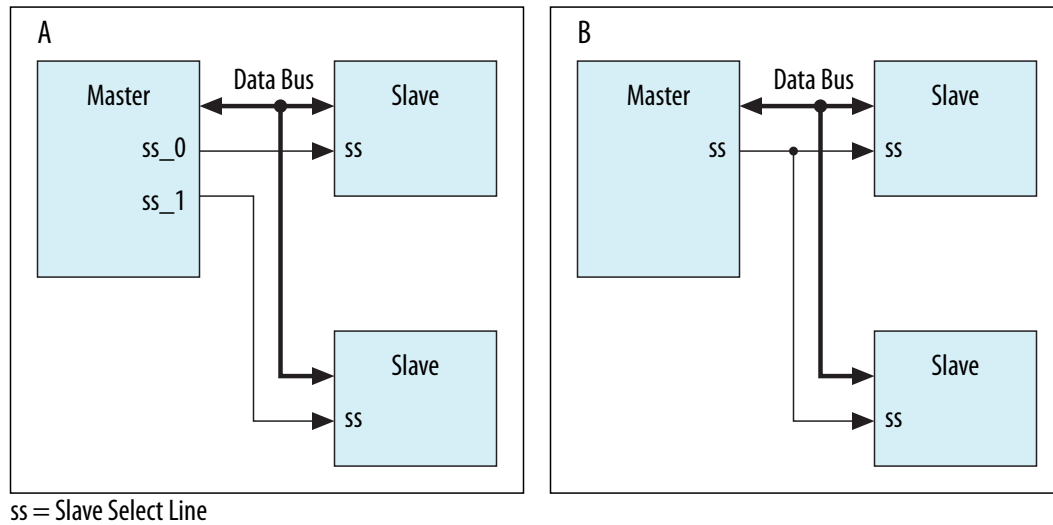 A
Master
Data Bus
Slave
ss_0
ss
ss_1
Slave
ss
B
Master
Data Bus
Slave
ss
ss
Slave
ss
ss = Slave Select Line